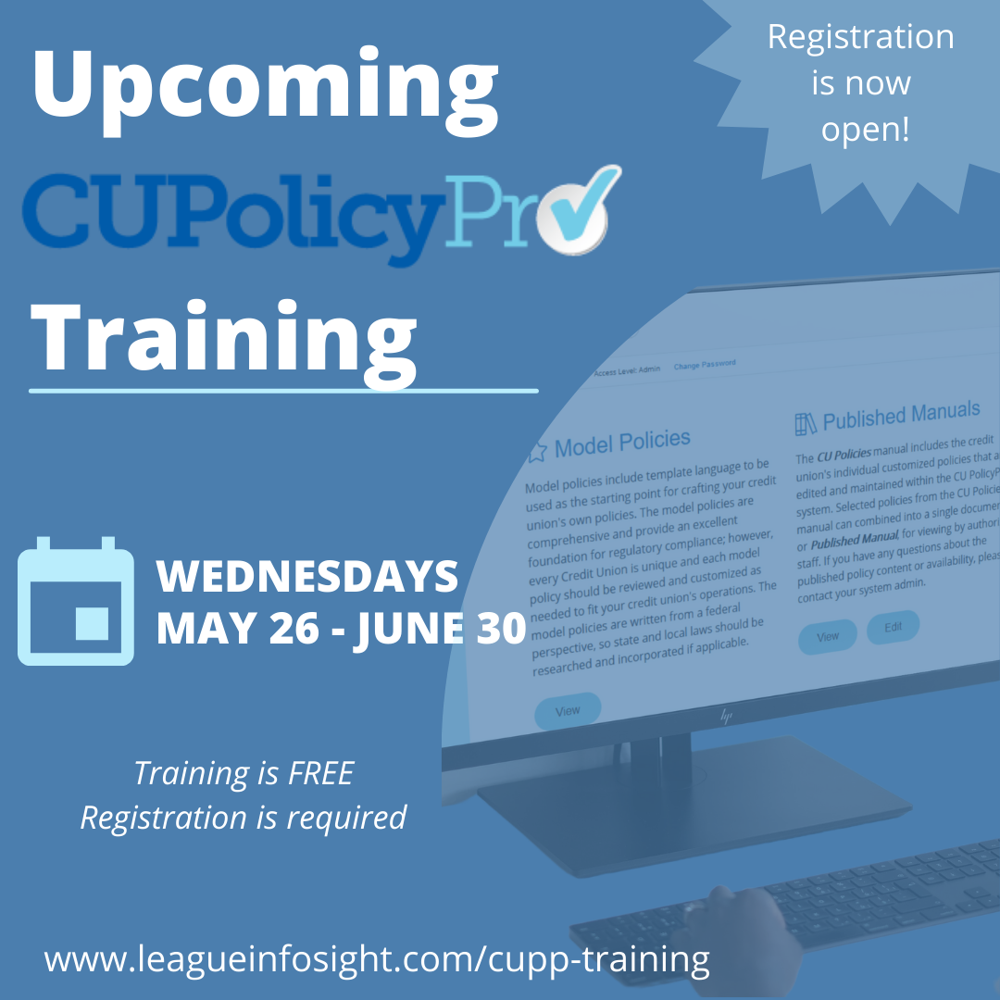 Upcoming
CUPolicyPro
Training
Registration
is now
open!
WEDNESDAYS
MAY 26 - JUNE 30
Training is FREE
Registration is required
www.leagueinfosight.com/cupp-training
Access Level: Admin Change Password
Model Policies
Model policies include template language to be
used as the starting point for crafting your credit
union's own policies. The model policies are
comprehensive and provide an excellent
foundation for regulatory compliance; however,
every Credit Union is unique and each model
policy should be reviewed and customized as
needed to fit your credit union's operations. The
model policies are written from a federal
perspective, so state and local laws should be
researched and incorporated if applicable.
View
Published Manuals
The CU Policies manual includes the credit
union's individual customized policies that a
edited and maintained within the CU PolicyP
system. Selected policies from the CU Policie
manual can combined into a single documen
or Published Manual, for viewing by authori
staff. If you have any questions about the
published policy content or availability, pleas
contact your system admin.
View Edit
hp